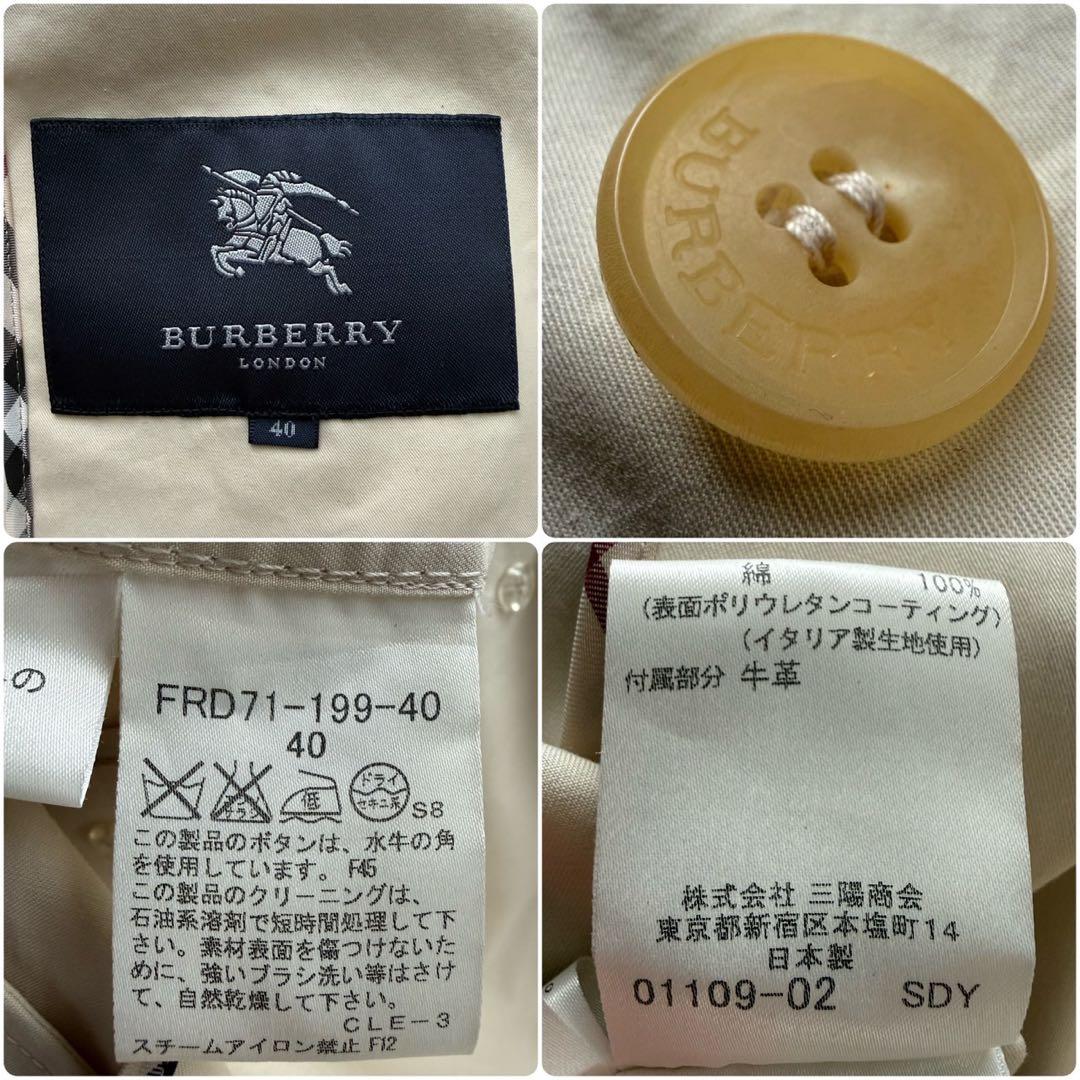 BURBERRY
LONDON
40
BURBERRY
の
FRD71-199-40
40
低
ドライ
セキユ系
S8
この製品のボタンは、水牛の角
を使用しています。 F45
この製品のクリーニングは、
石油系溶剤で短時間処理して下
さい。素材表面を傷つけないた
めに、強いブラシ洗い等はさけ
て、自然乾燥して下さい。
CLE-3
スチームアイロン禁止 F12
綿 100%
(表面ポリウレタンコーティング)
(イタリア製生地使用)
付属部分 牛革
株式会社 三陽商会
東京都新宿区本塩町14
日本製
01109-02 SDY